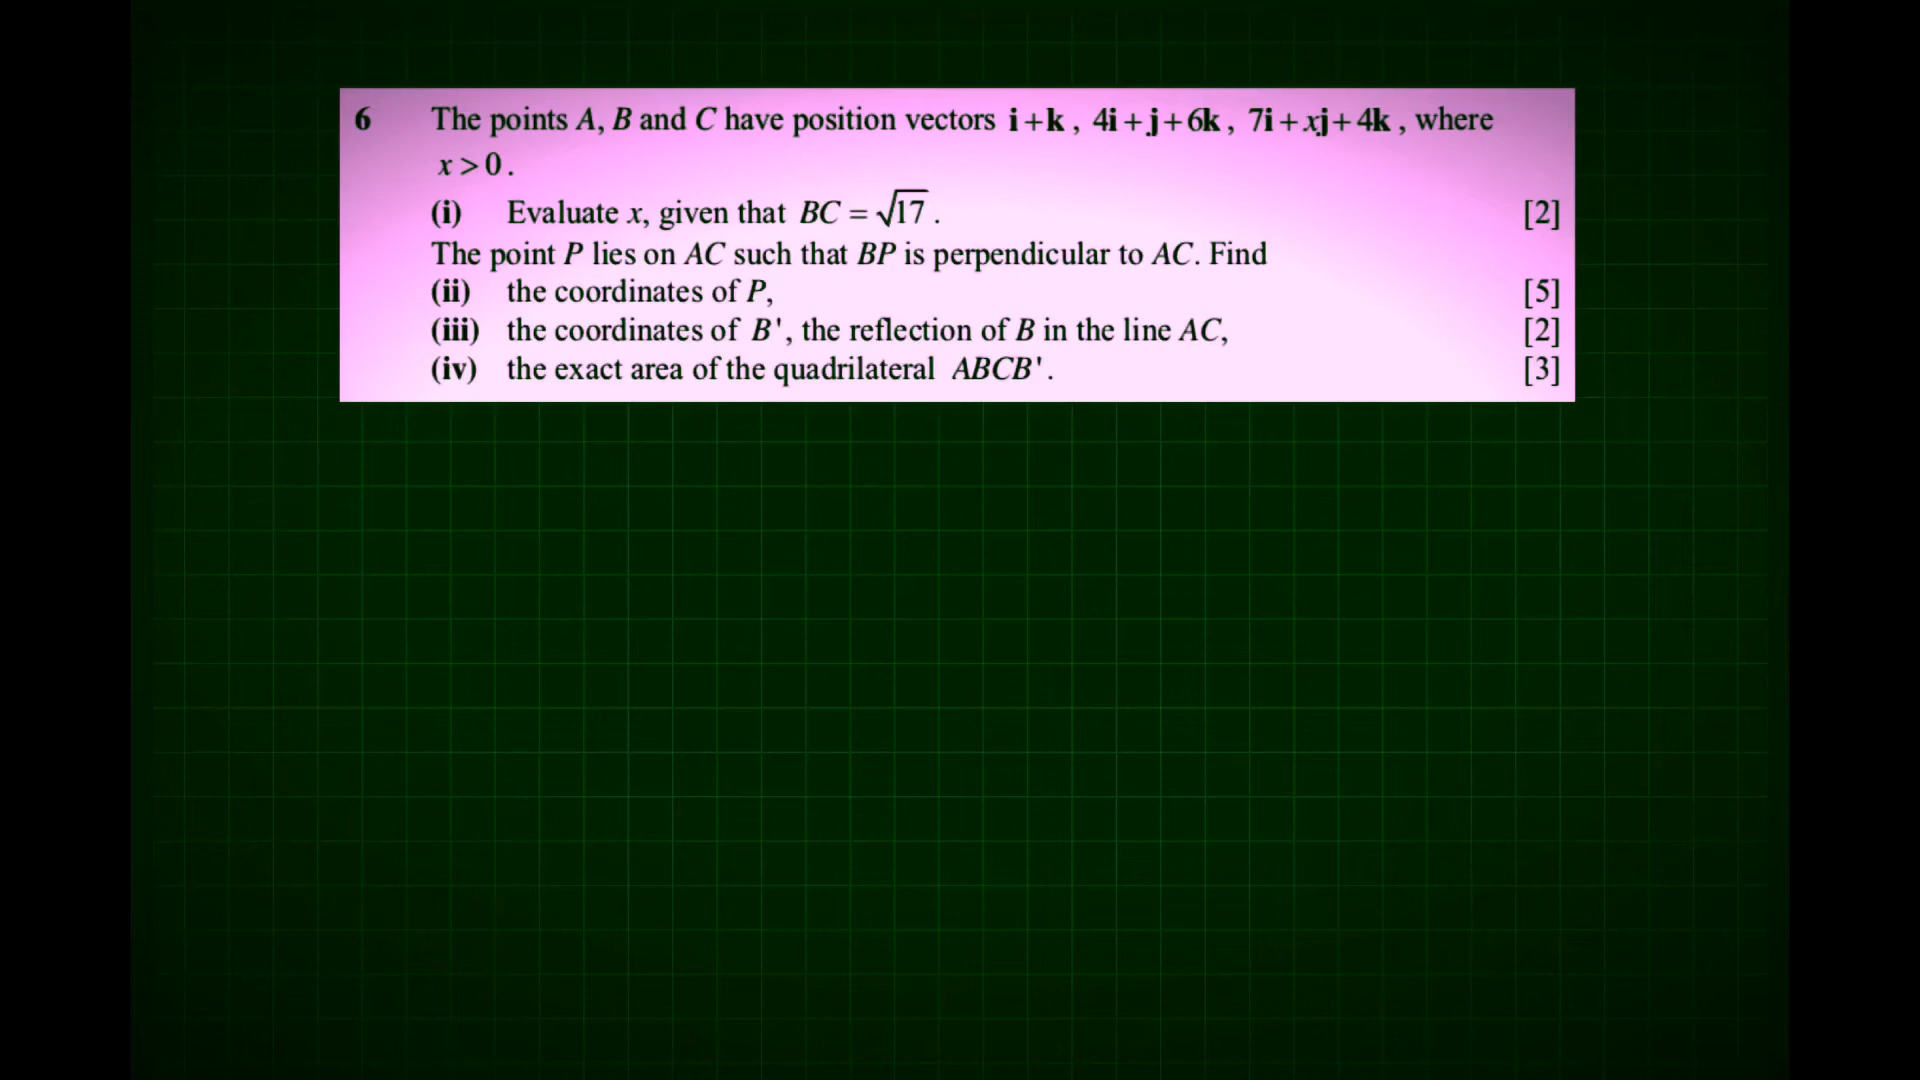 6 The points A, B and C have position vectors i+k, 4i+j+6k, 7i+xj+4k, where
x>0.
(i) Evaluate x, given that BC = √17. [2]
The point P lies on AC such that BP is perpendicular to AC. Find
(ii) the coordinates of P, [5]
(iii) the coordinates of B', the reflection of B in the line AC, [2]
(iv) the exact area of the quadrilateral ABCB'. [3]